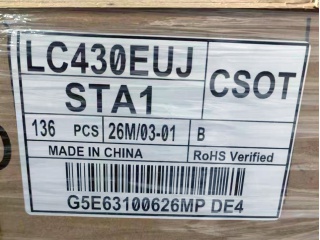 LC430EUJ CSOT
STA1
136 PCS 26M/03-01 B
MADE IN CHINA RoHS Verified
G5E63100626MP DE4